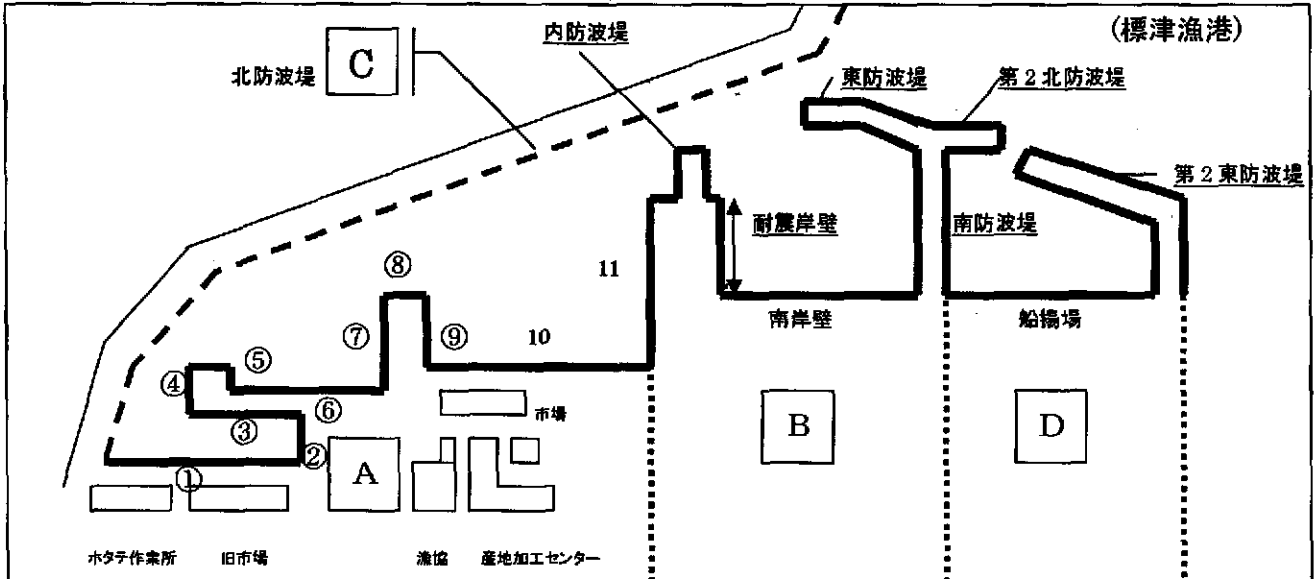 (標津漁港)
内防波堤
北防波堤
C
東防波堤
第2北防波堤
第2東防波堤
耐震岸壁
南防波堤
⑧
11
南岸壁
船揚場
⑦
⑨
10
⑤
④
⑥
市場
③
②
A
B
D
①
ホタテ作業所
旧市場
漁協
産地加工センター